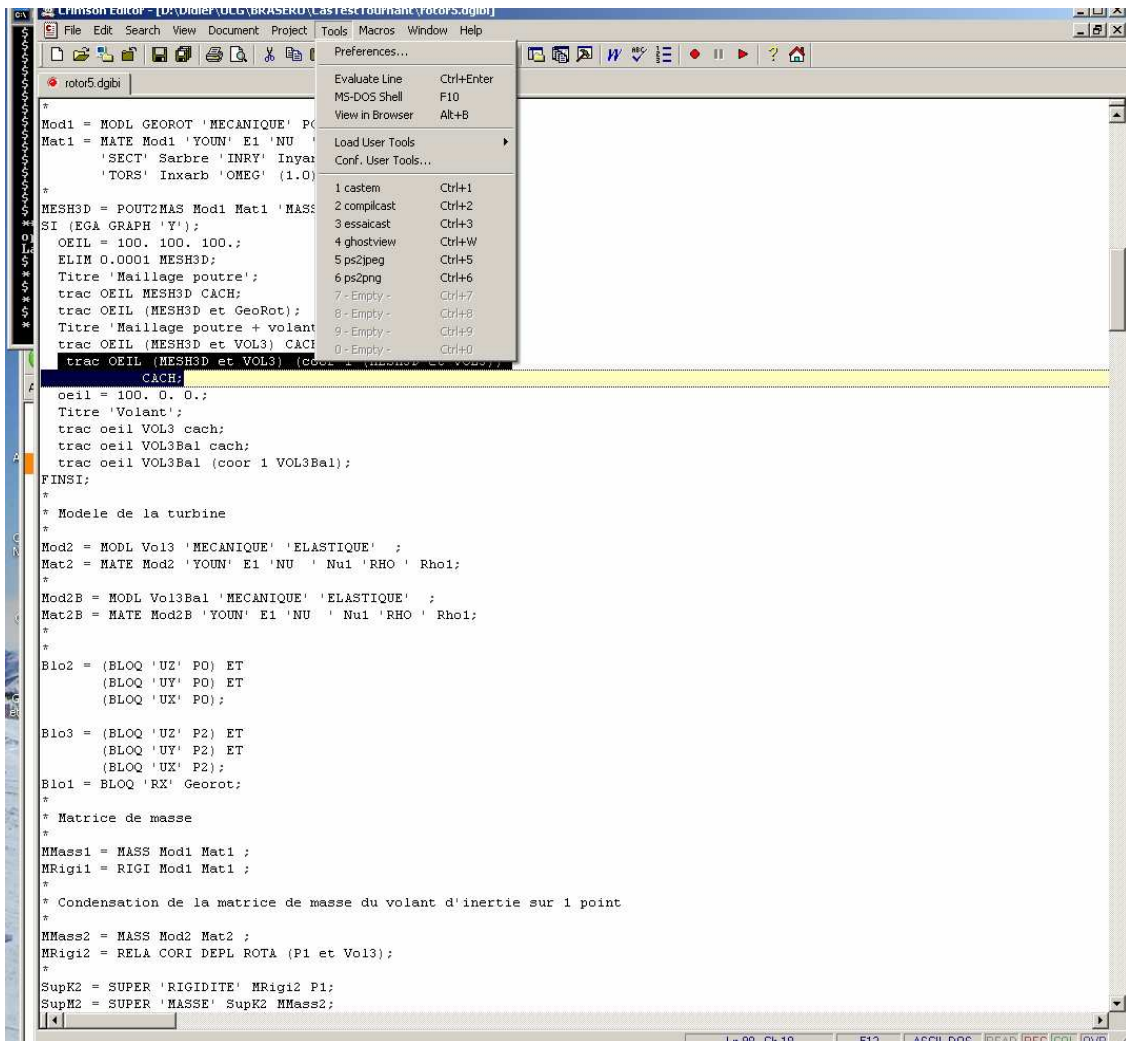 Crimson Editor - [D:\Didier\UCG\BRASERO\CasTestTournant\rotor5.dgibi]
File Edit Search View Document Project Tools Macros Window Help
rotor5.dgibi
Preferences...
Evaluate Line Ctrl+Enter
MS-DOS Shell F10
View in Browser Alt+B
Load User Tools
Conf. User Tools...
1 castem Ctrl+1
2 compilcast Ctrl+2
3 essaicast Ctrl+3
4 ghostview Ctrl+W
5 ps2jpeg Ctrl+5
6 ps2png Ctrl+6
7 - Empty - Ctrl+7
8 - Empty - Ctrl+8
9 - Empty - Ctrl+9
0 - Empty - Ctrl+0
*
Mod1 = MODL GEOROT 'MECANIQUE'
Mat1 = MATE Mod1 'YOUN' E1 'NU
'SECT' Sarbre 'INRY'
'TORS' Inxarb 'OMEG' (1.0)
*
MESH3D = POUT2MAS Mod1 Mat1
SI (EGA GRAPH 'Y');
OEIL = 100. 100. 100.;
ELIM 0.0001 MESH3D;
Titre 'Maillage poutre';
trac OEIL MESH3D CACH;
trac OEIL (MESH3D et GeoRot);
Titre 'Maillage poutre + volant
trac OEIL (MESH3D et VOL3)
trac OEIL (MESH3D et VOL3) (coor 1 (MESH3D et VOL3))
CACH;
oeil = 100. 0. 0.;
Titre 'Volant';
trac oeil VOL3 cach;
trac oeil VOL3Bal cach;
trac oeil VOL3Bal (coor 1 VOL3Bal);
FINSI;
*
* Modele de la turbine
*
Mod2 = MODL Vol3 'MECANIQUE' 'ELASTIQUE' ;
Mat2 = MATE Mod2 'YOUN' E1 'NU ' Nu1 'RHO ' Rho1;
*
Mod2B = MODL Vol3Bal 'MECANIQUE' 'ELASTIQUE' ;
Mat2B = MATE Mod2B 'YOUN' E1 'NU ' Nu1 'RHO ' Rho1;
*
*
Blo2 = (BLOQ 'UZ' P0) ET
(BLOQ 'UY' P0) ET
(BLOQ 'UX' P0);
Blo3 = (BLOQ 'UZ' P2) ET
(BLOQ 'UY' P2) ET
(BLOQ 'UX' P2);
Blo1 = BLOQ 'RX' Georot;
*
* Matrice de masse
*
MMass1 = MASS Mod1 Mat1 ;
MRigi1 = RIGI Mod1 Mat1 ;
*
* Condensation de la matrice de masse du volant d'inertie sur 1 point
*
MMass2 = MASS Mod2 Mat2 ;
MRigi2 = RELA CORI DEPL ROTA (P1 et Vol3);
*
SupK2 = SUPER 'RIGIDITE' MRigi2 P1;
SupM2 = SUPER 'MASSE' SupK2 MMass2;